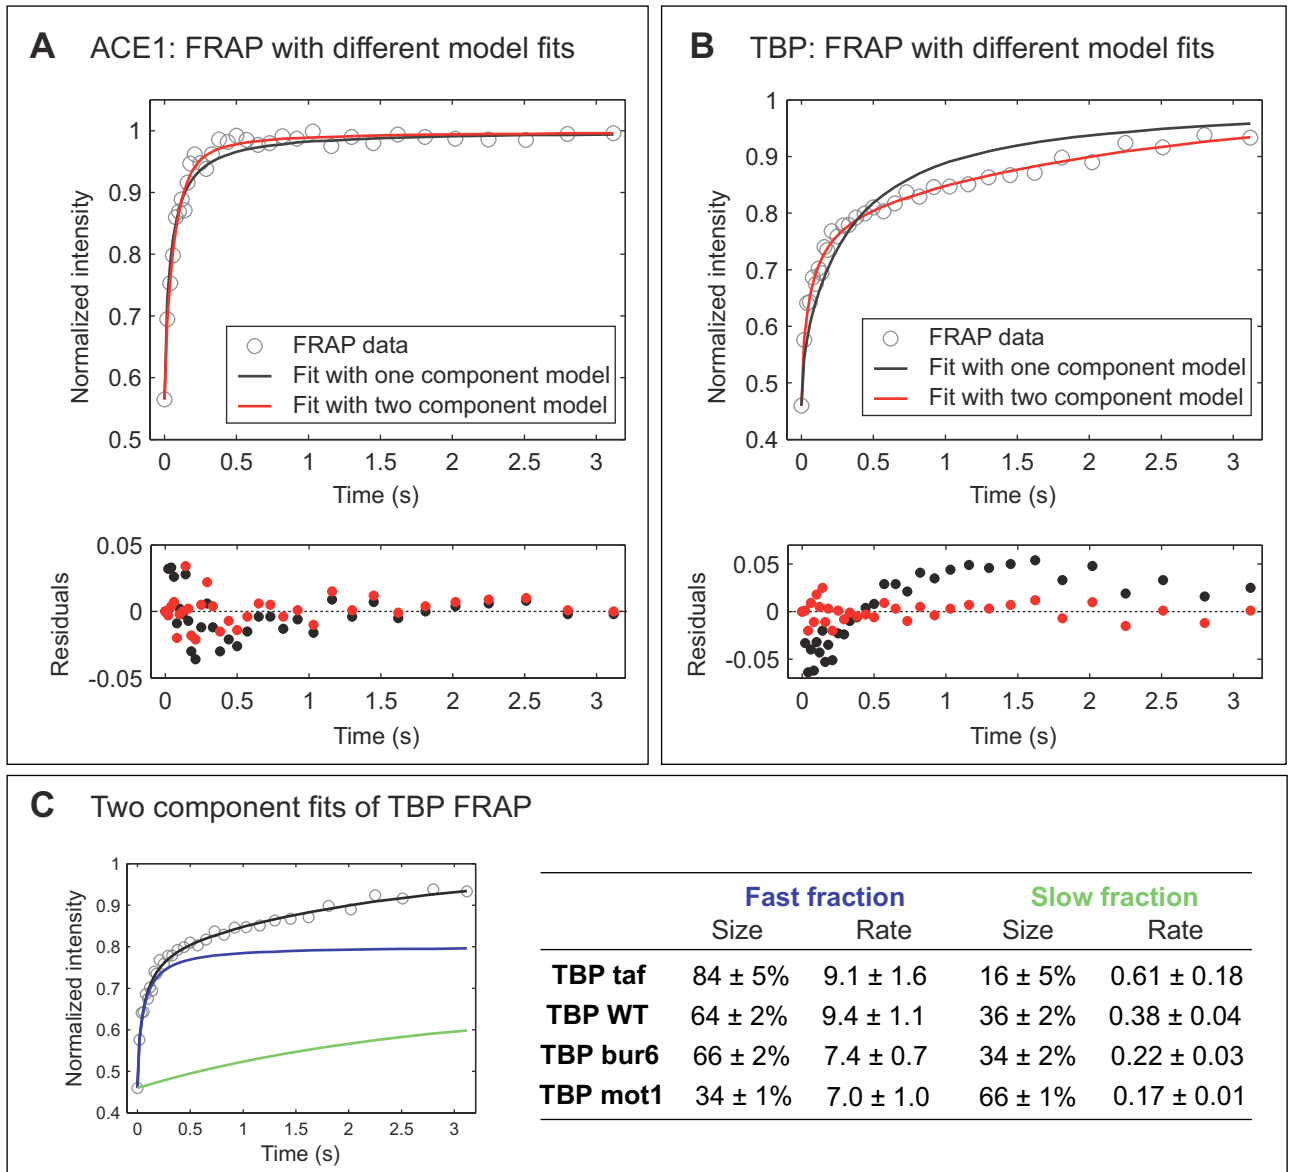 A ACE1: FRAP with different model fits
Normalized intensity
1
0.9
0.8
0.7
0.6
0.5
FRAP data
Fit with one component model
Fit with two component model
0 0.5 1 1.5 2 2.5 3
Time (s)
Residuals
0.05
0
-0.05
0 0.5 1 1.5 2 2.5 3
Time (s)
B TBP: FRAP with different model fits
Normalized intensity
1
0.9
0.8
0.7
0.6
0.5
0.4
FRAP data
Fit with one component model
Fit with two component model
0 0.5 1 1.5 2 2.5 3
Time (s)
Residuals
0.05
0
-0.05
0 0.5 1 1.5 2 2.5 3
Time (s)
C Two component fits of TBP FRAP
Normalized intensity
1
0.9
0.8
0.7
0.6
0.5
0.4
0 0.5 1 1.5 2 2.5 3
Time (s)
Fast fraction Slow fraction
Size Rate Size Rate
TBP taf 84 ± 5% 9.1 ± 1.6 16 ± 5% 0.61 ± 0.18
TBP WT 64 ± 2% 9.4 ± 1.1 36 ± 2% 0.38 ± 0.04
TBP bur6 66 ± 2% 7.4 ± 0.7 34 ± 2% 0.22 ± 0.03
TBP mot1 34 ± 1% 7.0 ± 1.0 66 ± 1% 0.17 ± 0.01